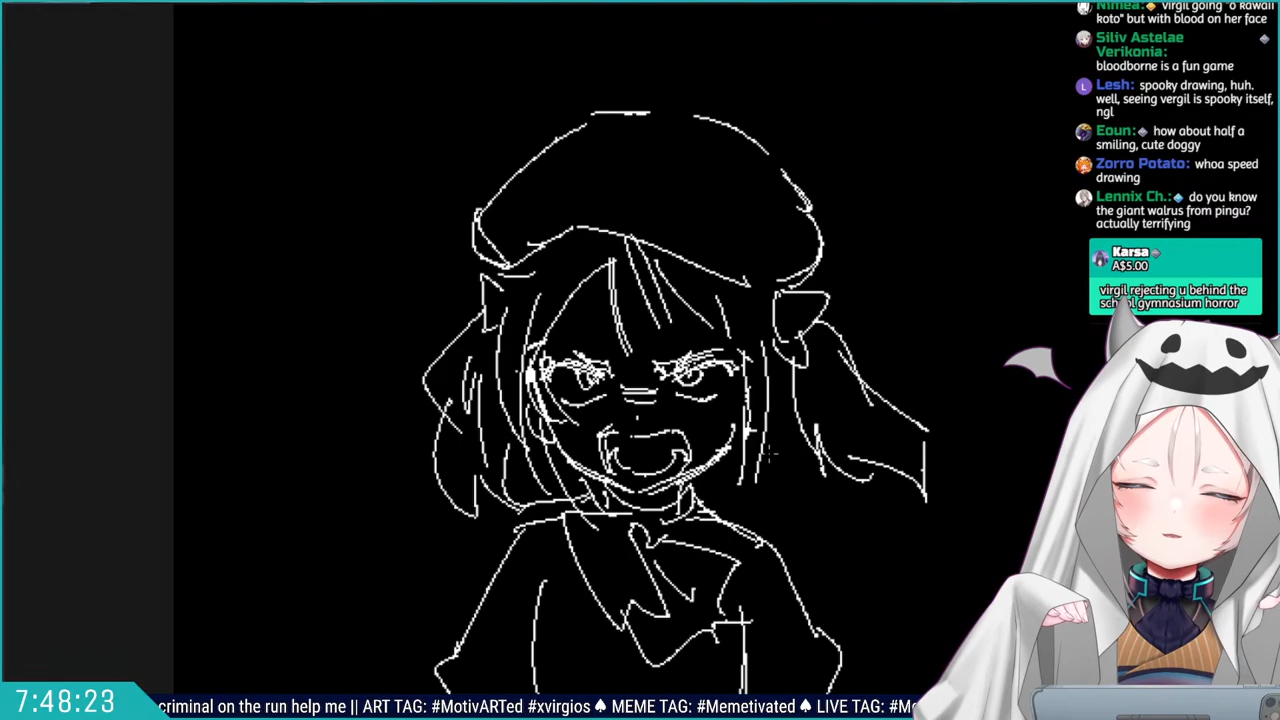 Nimea: virgil going "o kawaii
koto" but with blood on her face
Siliv Astelae
Verikonia:
bloodborne is a fun game
Lesh: spooky drawing, huh.
well, seeing vergil is spooky itself,
ngl
Eoun: how about half a
smiling, cute doggy
Zorro Potato: whoa speed
drawing
Lennix Ch.: do you know
the giant walrus from pingu?
actually terrifying
Karsa
A$5.00
virgil rejecting u behind the
school gymnasium horror
7:48:23
criminal on the run help me || ART TAG: #MotivARTed #xvirgios ♠ MEME TAG: #Memetivated ♠ LIVE TAG: #Mo